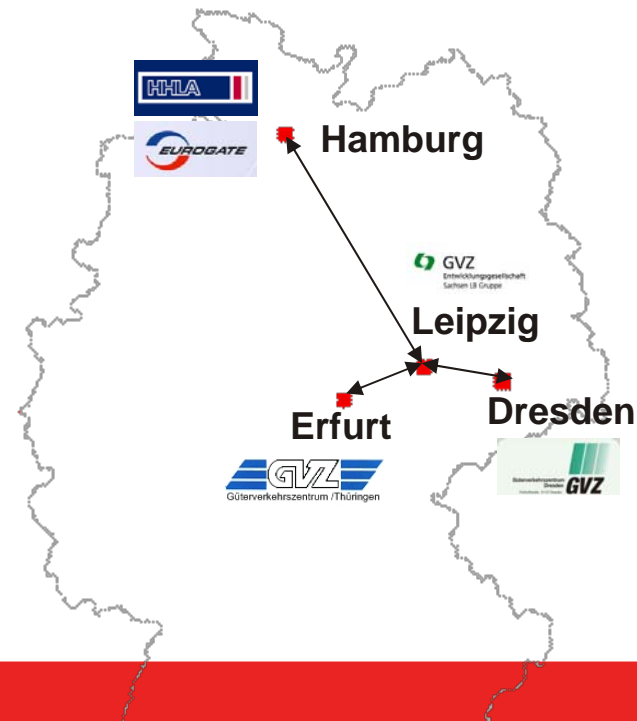 HHLA
EUROGATE
Hamburg
GVZ
Entwicklungsgesellschaft
Sachsen LB Gruppe
Leipzig
Dresden
Erfurt
GVZ
Güterverkehrszentrum /Thüringen
Güterverkehrszentrum
Dresden
GVZ